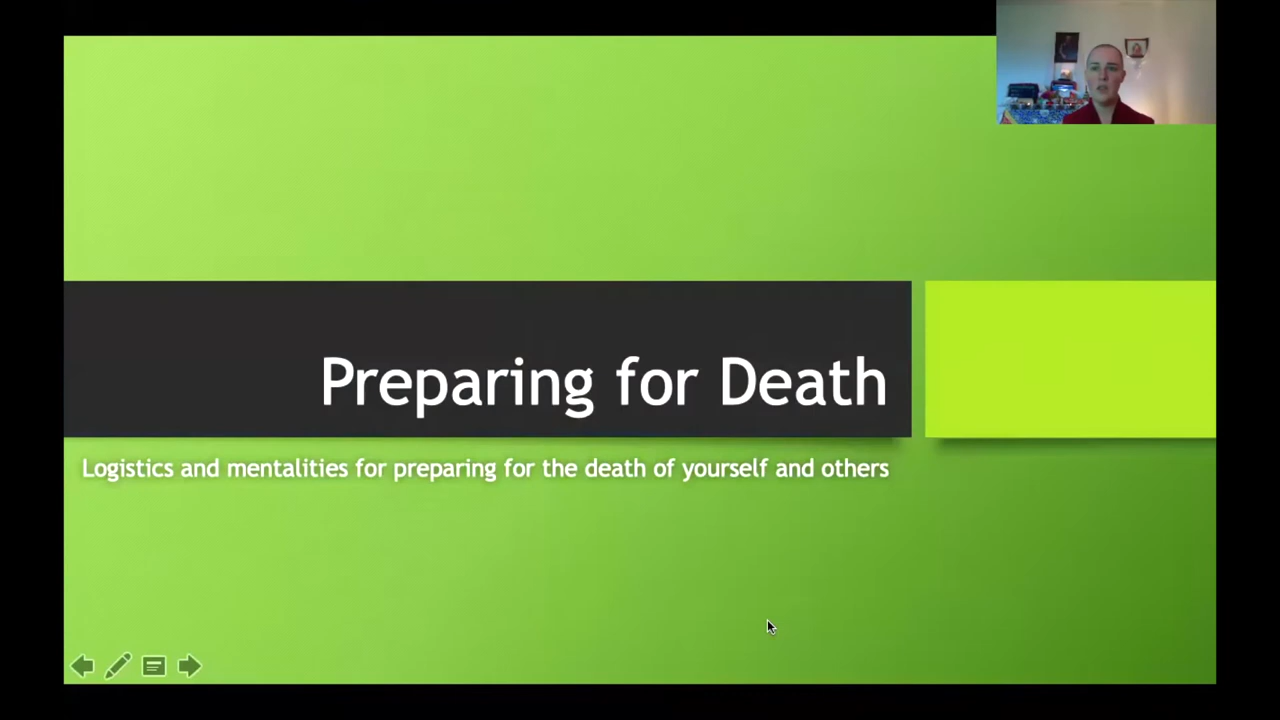 Preparing for Death
Logistics and mentalities for preparing for the death of yourself and others